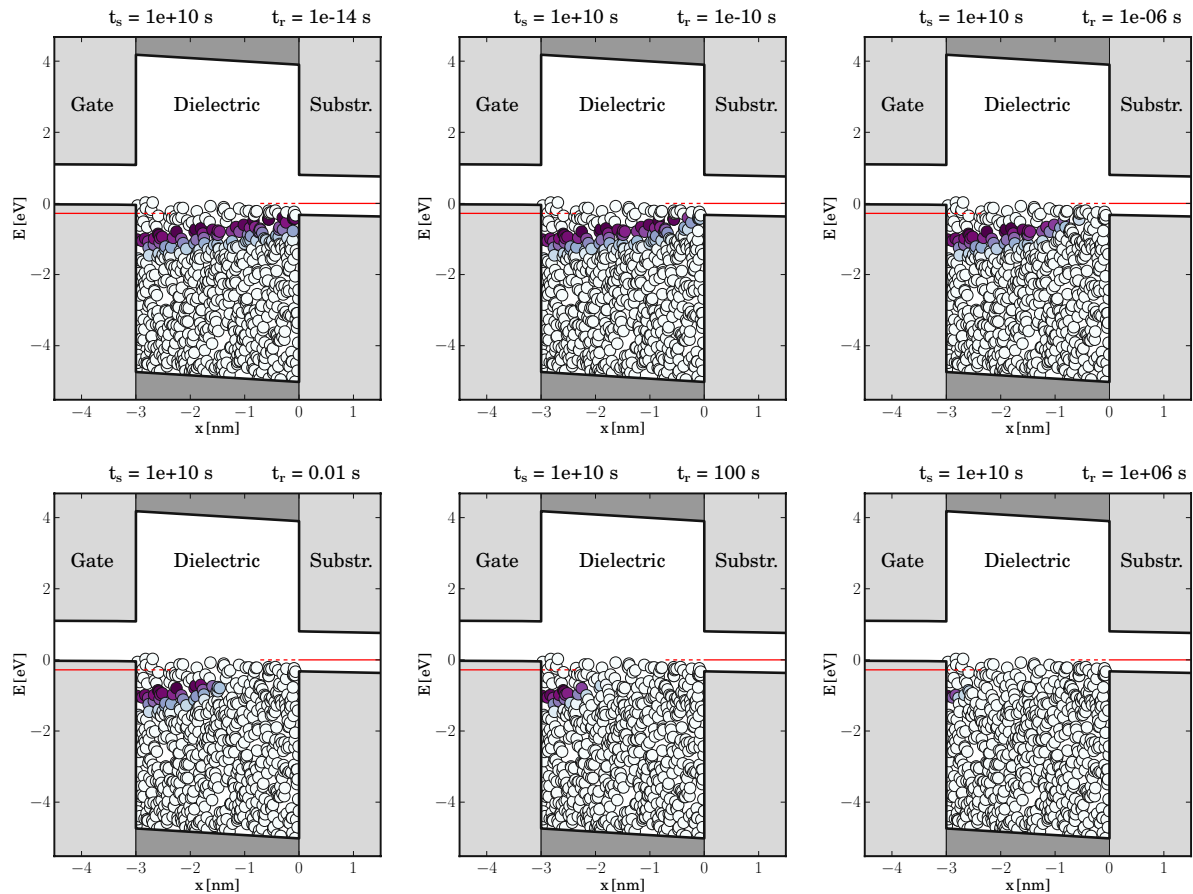 t_s = 1e+10 s t_r = 1e-14 s
t_s = 1e+10 s t_r = 1e-10 s
t_s = 1e+10 s t_r = 1e-06 s
4
2
0
−2
−4
E [eV]
Gate Dielectric Substr.
−4 −3 −2 −1 0 1
x [nm]
4
2
0
−2
−4
E [eV]
Gate Dielectric Substr.
−4 −3 −2 −1 0 1
x [nm]
4
2
0
−2
−4
E [eV]
Gate Dielectric Substr.
−4 −3 −2 −1 0 1
x [nm]
t_s = 1e+10 s t_r = 0.01 s
t_s = 1e+10 s t_r = 100 s
t_s = 1e+10 s t_r = 1e+06 s
4
2
0
−2
−4
E [eV]
Gate Dielectric Substr.
−4 −3 −2 −1 0 1
x [nm]
4
2
0
−2
−4
E [eV]
Gate Dielectric Substr.
−4 −3 −2 −1 0 1
x [nm]
4
2
0
−2
−4
E [eV]
Gate Dielectric Substr.
−4 −3 −2 −1 0 1
x [nm]